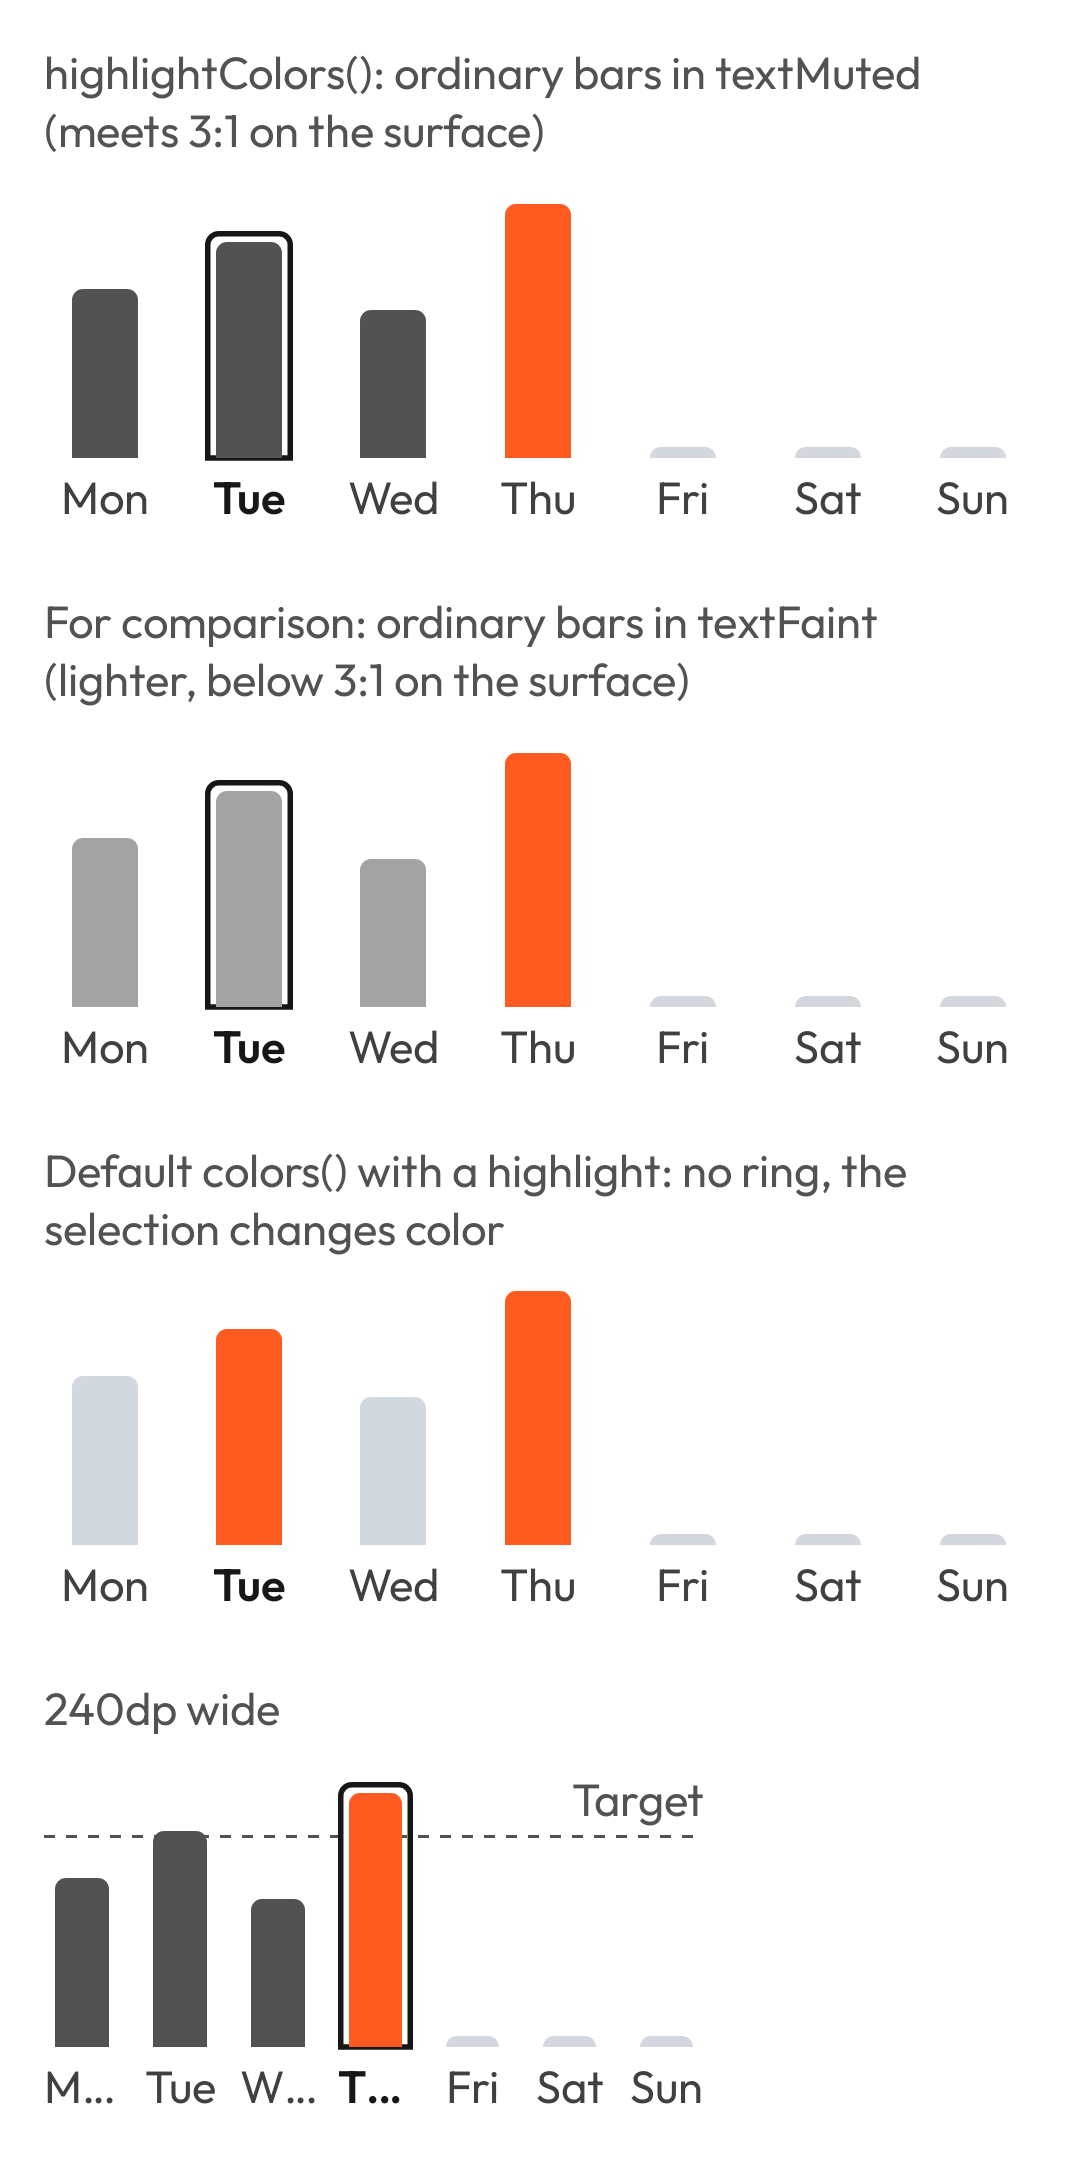 highlightColors(): ordinary bars in textMuted
(meets 3:1 on the surface)
Mon Tue Wed Thu Fri Sat Sun
For comparison: ordinary bars in textFaint
(lighter, below 3:1 on the surface)
Mon Tue Wed Thu Fri Sat Sun
Default colors() with a highlight: no ring, the
selection changes color
Mon Tue Wed Thu Fri Sat Sun
240dp wide
Target
M... Tue W... T... Fri Sat Sun